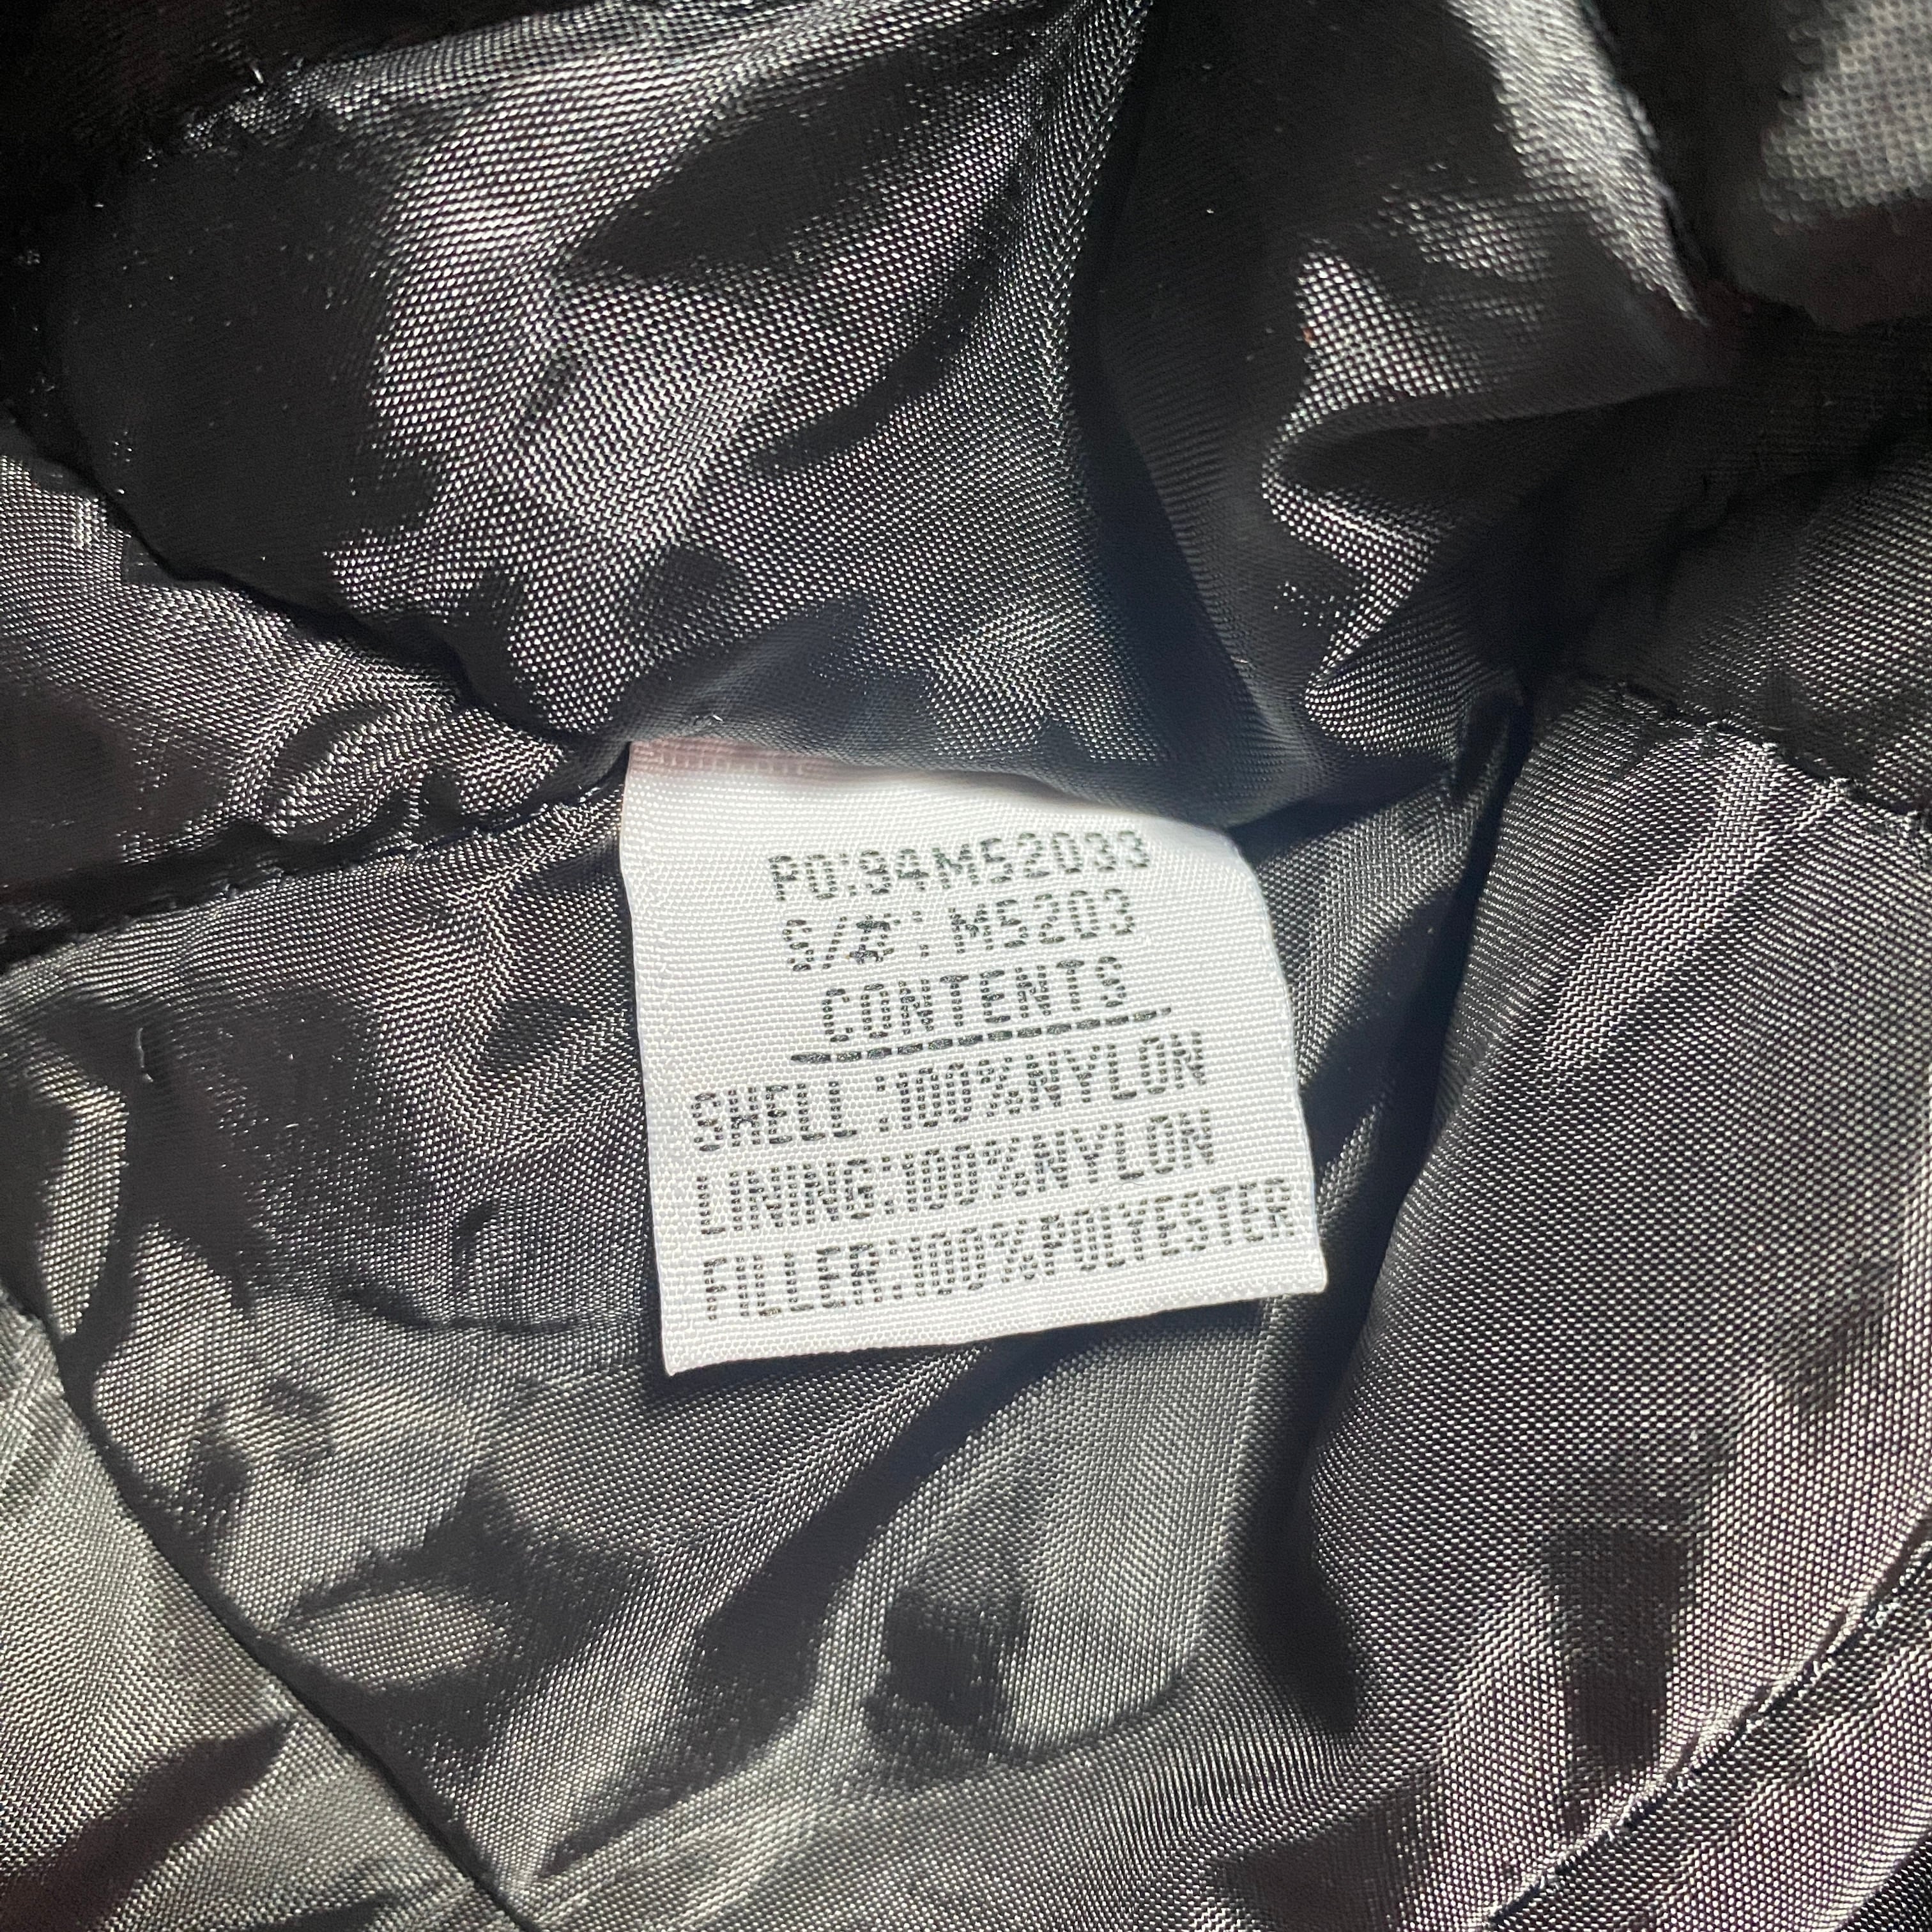 PO:94M52033
S/#: M5203
CONTENTS
SHELL:100%NYLON
LINING:100%NYLON
FILLER:100%POLYESTER